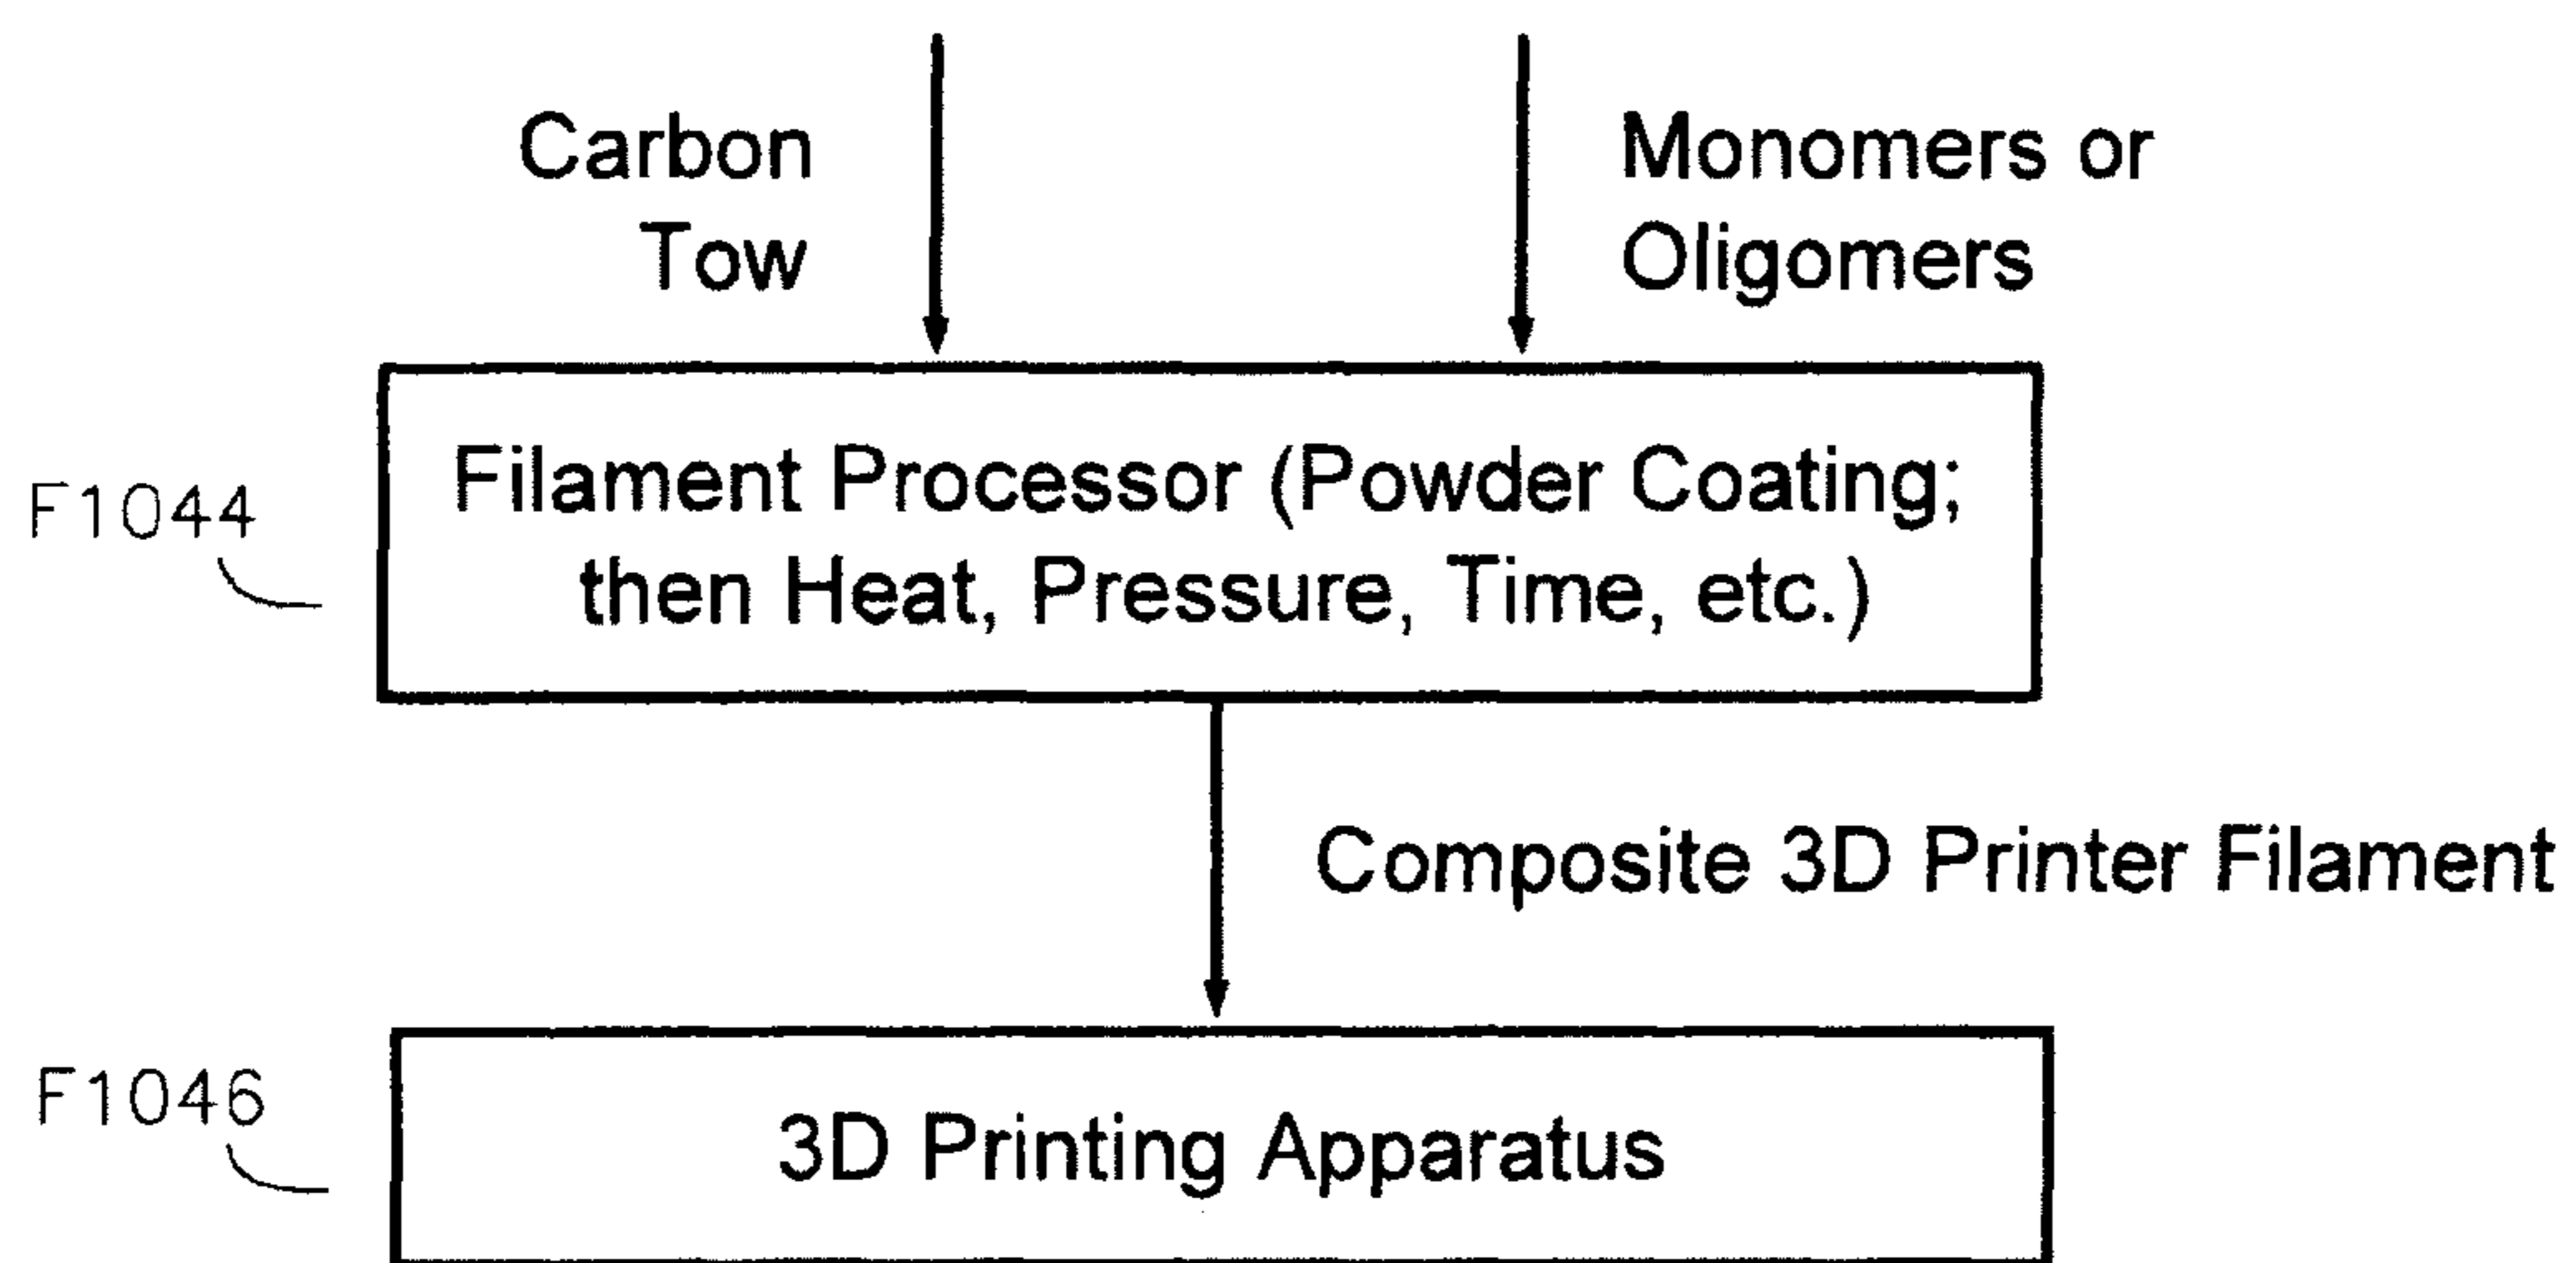 Carbon
Tow
Monomers or
Oligomers
F1044
Filament Processor (Powder Coating;
then Heat, Pressure, Time, etc.)
Composite 3D Printer Filament
F1046
3D Printing Apparatus